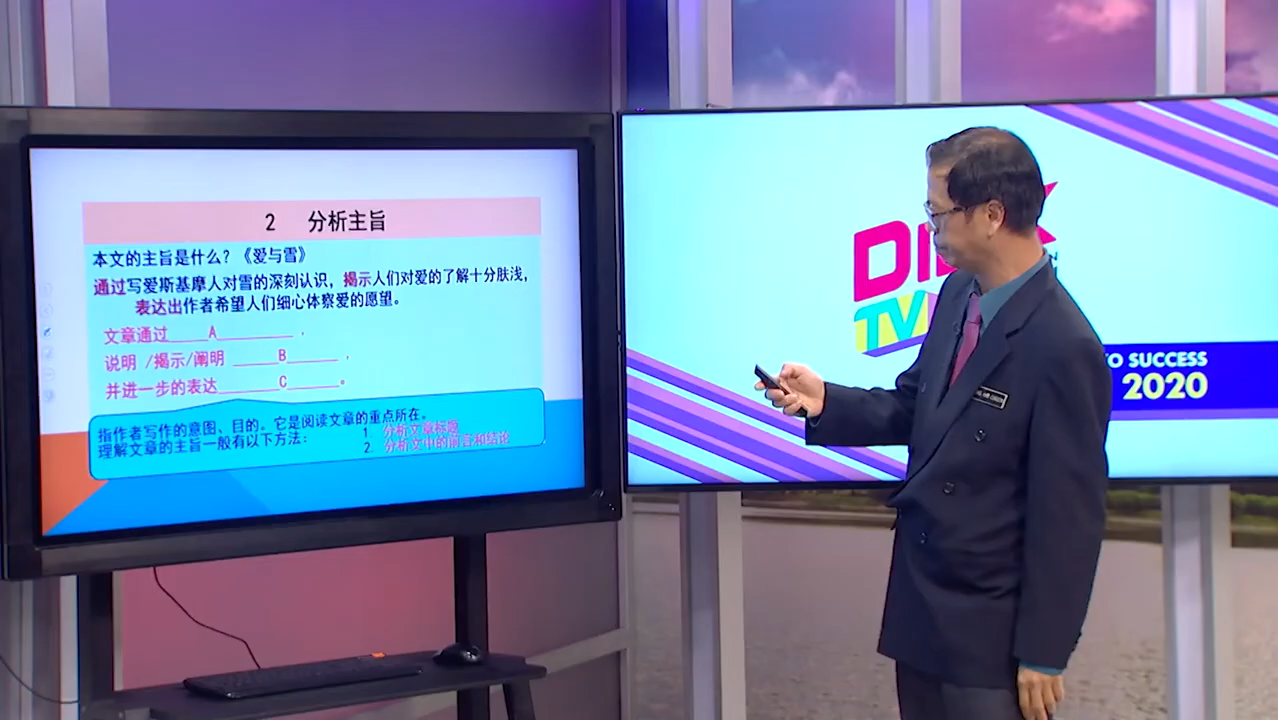 2 分析主旨
本文的主旨是什么？《爱与雪》
通过写爱斯基摩人对雪的深刻认识，揭示人们对爱的了解十分肤浅，
表达出作者希望人们细心体察爱的愿望。
文章通过____A________，
说明 /揭示/阐明 _____B_____，
并进一步的表达______C_____。
指作者写作的意图、目的。它是阅读文章的重点所在。
理解文章的主旨一般有以下方法：
1. 分析文章标题
2. 分析文中的前言和结论
TV
TO SUCCESS
2020